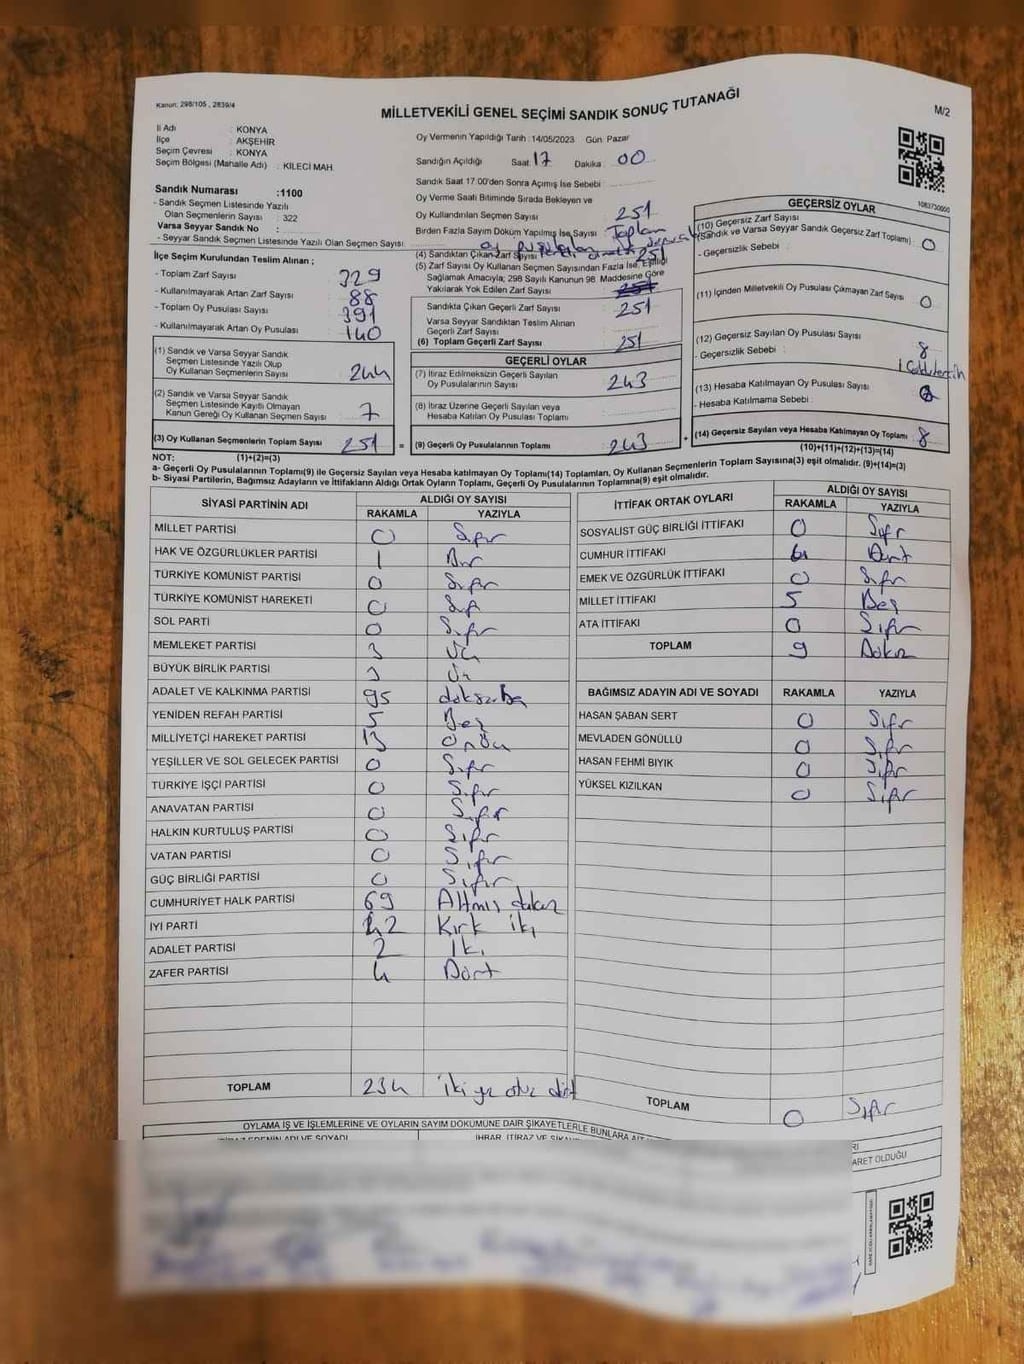 Kanun: 298/105 , 2839/4
MİLLETVEKİLİ GENEL SEÇİMİ SANDIK SONUÇ TUTANAĞI
M/2
İl Adı : KONYA
İlçe : AKŞEHİR
Seçim Çevresi : KONYA
Seçim Bölgesi (Mahalle Adı) : KILECİ MAH.
Sandık Numarası :1100
- Sandık Seçmen Listesinde Yazılı
Olan Seçmenlerin Sayısı : 322
Varsa Seyyar Sandık No :
- Seyyar Sandık Seçmen Listesinde Yazılı Olan Seçmen Sayısı
Oy Vermenin Yapıldığı Tarih : 14/05/2023 Gün Pazar
Sandığın Açıldığı Saat: 17 Dakika : 00
Sandık Saat 17:00'den Sonra Açımış İse Sebebi :
Oy Verme Saati Bitiminde Sırada Bekleyen ve
Oy Kullandırılan Seçmen Sayısı 251
Birden Fazla Sayım Döküm Yapılmış İse Sayısı Toplam
oy pusulaları
1083730650
İlçe Seçim Kurulundan Teslim Alınan ;
- Toplam Zarf Sayısı 329
- Kullanılmayarak Artan Zarf Sayısı 88
- Toplam Oy Pusulası Sayısı 391
- Kullanılmayarak Artan Oy Pusulası 140
(1) Sandık ve Varsa Seyyar Sandık
Seçmen Listesinde Yazılı Olup
Oy Kullanan Seçmenlerin Sayısı 244
(2) Sandık ve Varsa Seyyar Sandık
Seçmen Listesinde Kayıtlı Olmayan
Kanun Gereği Oy Kullanan Seçmen Sayısı 7
(3) Oy Kullanan Seçmenlerin Toplam Sayısı 251
(4) Sandıktan Çıkan Zarf Sayısı 251
(5) Zarf Sayısı Oy Kullanan Seçmen Sayısından Fazla İse, Eşitliği
Sağlamak Amacıyla; 298 Sayılı Kanunun 98. Maddesine Göre
Yakılarak Yok Edilen Zarf Sayısı 251
Sandıkta Çıkan Geçerli Zarf Sayısı 251
Varsa Seyyar Sandıktan Teslim Alınan
Geçerli Zarf Sayısı
(6) Toplam Geçerli Zarf Sayısı 251
GEÇERLİ OYLAR
(7) İtiraz Edilmeksizin Geçerli Sayılan
Oy Pusulalarının Sayısı 243
(8) İtiraz Üzerine Geçerli Sayılan veya
Hesaba Katılan Oy Pusulası Toplamı
= (9) Geçerli Oy Pusulalarının Toplamı 243
GEÇERSİZ OYLAR
(10) Geçersiz Zarf Sayısı
(Sandık ve Varsa Seyyar Sandık Geçersiz Zarf Toplamı) : 0
- Geçersizlik Sebebi :
(11) İçinden Milletvekili Oy Pusulası Çıkmayan Zarf Sayısı 0
(12) Geçersiz Sayılan Oy Pusulası Sayısı 8
- Geçersizlik Sebebi :
(13) Hesaba Katılmayan Oy Pusulası Sayısı
- Hesaba Katılmama Sebebi :
+ (14) Geçersiz Sayılan veya Hesaba Katılmayan Oy Toplamı : 8
NOT: (1)+(2)=(3)
(10)+(11)+(12)+(13)=(14)
a- Geçerli Oy Pusulalarının Toplamı(9) ile Geçersiz Sayılan veya Hesaba katılmayan Oy Toplamı(14) Toplamları, Oy Kullanan Seçmenlerin Toplam Sayısına(3) eşit olmalıdır. (9)+(14)=(3)
b- Siyasi Partilerin, Bağımsız Adayların ve İttifakların Aldığı Ortak Oyların Toplamı, Geçerli Oy Pusulalarının Toplamına(9) eşit olmalıdır.
SİYASİ PARTİNİN ADI ALDIĞI OY SAYISI
RAKAMLA YAZIYLA
MİLLET PARTİSİ 0 Sıfır
HAK VE ÖZGÜRLÜKLER PARTİSİ 1 Bir
TÜRKİYE KOMÜNİST PARTİSİ 0 Sıfır
TÜRKİYE KOMÜNİST HAREKETİ 0 Sıfır
SOL PARTİ 0 Sıfır
MEMLEKET PARTİSİ 3 Üç
BÜYÜK BİRLİK PARTİSİ 3 Üç
ADALET VE KALKINMA PARTİSİ 95 doksanbeş
YENİDEN REFAH PARTİSİ 5 Beş
MİLLİYETÇİ HAREKET PARTİSİ 13 Onüç
YEŞİLLER VE SOL GELECEK PARTİSİ 0 Sıfır
TÜRKİYE İŞÇİ PARTİSİ 0 Sıfır
ANAVATAN PARTİSİ 0 Sıfır
HALKIN KURTULUŞ PARTİSİ 0 Sıfır
VATAN PARTİSİ 0 Sıfır
GÜÇ BİRLİĞİ PARTİSİ 0 Sıfır
CUMHURİYET HALK PARTİSİ 69 Altmış dokuz
İYİ PARTİ 42 Kırk iki
ADALET PARTİSİ 2 İki
ZAFER PARTİSİ 4 Dört
TOPLAM 234 iki yüz otuz dört
İTTİFAK ORTAK OYLARI ALDIĞI OY SAYISI
RAKAMLA YAZIYLA
SOSYALİST GÜÇ BİRLİĞİ İTTİFAKI 0 Sıfır
CUMHUR İTTİFAKI 4 Dört
EMEK VE ÖZGÜRLÜK İTTİFAKI 0 Sıfır
MİLLET İTTİFAKI 5 Beş
ATA İTTİFAKI 0 Sıfır
TOPLAM 9 Dokuz
BAĞIMSIZ ADAYIN ADI VE SOYADI RAKAMLA YAZIYLA
HASAN ŞABAN SERT 0 Sıfır
MEVLADEN GÖNÜLLÜ 0 Sıfır
HASAN FEHMİ BIYIK 0 Sıfır
YÜKSEL KIZILKAN 0 Sıfır
TOPLAM 0 Sıfır
OYLAMA İŞ VE İŞLEMLERİNE VE OYLARIN SAYIM DÖKÜMÜNE DAİR ŞİKAYETLERLE BUNLARA AİT
ARET OLDUĞU